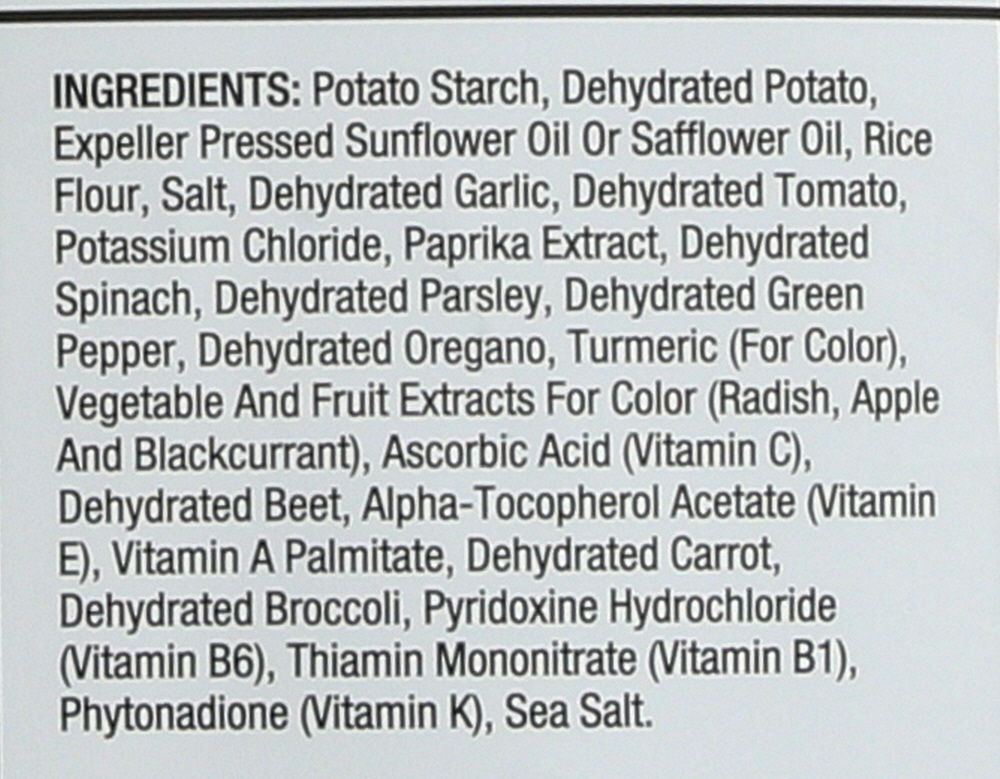 INGREDIENTS: Potato Starch, Dehydrated Potato,
Expeller Pressed Sunflower Oil Or Safflower Oil, Rice
Flour, Salt, Dehydrated Garlic, Dehydrated Tomato,
Potassium Chloride, Paprika Extract, Dehydrated
Spinach, Dehydrated Parsley, Dehydrated Green
Pepper, Dehydrated Oregano, Turmeric (For Color),
Vegetable And Fruit Extracts For Color (Radish, Apple
And Blackcurrant), Ascorbic Acid (Vitamin C),
Dehydrated Beet, Alpha-Tocopherol Acetate (Vitamin
E), Vitamin A Palmitate, Dehydrated Carrot,
Dehydrated Broccoli, Pyridoxine Hydrochloride
(Vitamin B6), Thiamin Mononitrate (Vitamin B1),
Phytonadione (Vitamin K), Sea Salt.